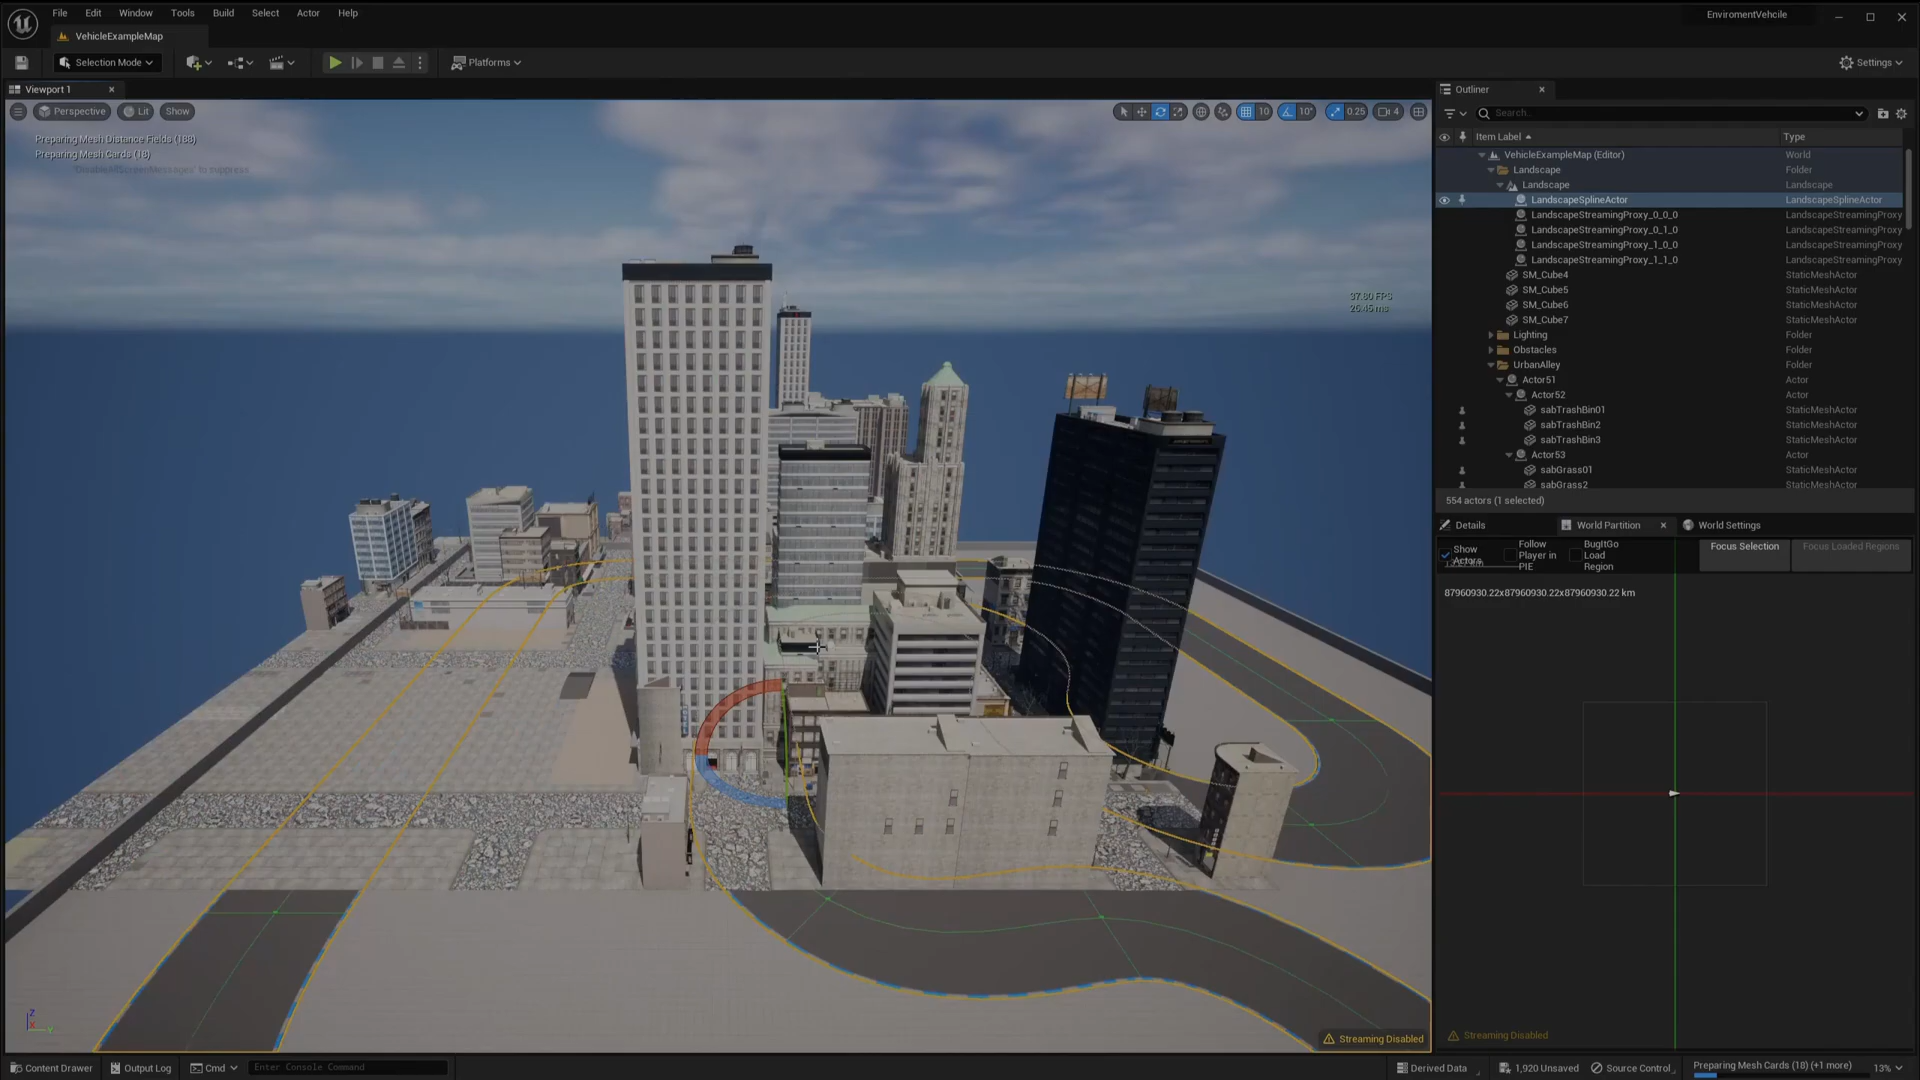 File Edit Window Tools Build Select Actor Help
EnviromentVehcile
VehicleExampleMap
Selection Mode
Platforms
Settings
Viewport 1
Outliner
Perspective Lit Show
10 10° 0.25 4
Search...
Preparing Mesh Distance Fields (188)
Preparing Mesh Cards (18)
'DisableAllScreenMessages' to suppress
Item Label Type
VehicleExampleMap (Editor) World
Landscape Folder
Landscape Landscape
LandscapeSplineActor LandscapeSplineActor
LandscapeStreamingProxy_0_0_0 LandscapeStreamingProxy
LandscapeStreamingProxy_0_1_0 LandscapeStreamingProxy
LandscapeStreamingProxy_1_0_0 LandscapeStreamingProxy
LandscapeStreamingProxy_1_1_0 LandscapeStreamingProxy
SM_Cube4 StaticMeshActor
SM_Cube5 StaticMeshActor
SM_Cube6 StaticMeshActor
SM_Cube7 StaticMeshActor
Lighting Folder
Obstacles Folder
UrbanAlley Folder
Actor51 Actor
Actor52 Actor
sabTrashBin01 StaticMeshActor
sabTrashBin2 StaticMeshActor
sabTrashBin3 StaticMeshActor
Actor53 Actor
sabGrass01 StaticMeshActor
sabGrass2 StaticMeshActor
37.80 FPS
26.45 ms
554 actors (1 selected)
Details World Partition World Settings
Show Actors
Follow Player in PIE
BugItGo Load Region
Focus Selection
Focus Loaded Regions
87960930.22x87960930.22x87960930.22 km
Z
X
Y
Streaming Disabled
Streaming Disabled
Content Drawer Output Log Cmd Enter Console Command
Derived Data 1,920 Unsaved Source Control Preparing Mesh Cards (18) (+1 more) 13%